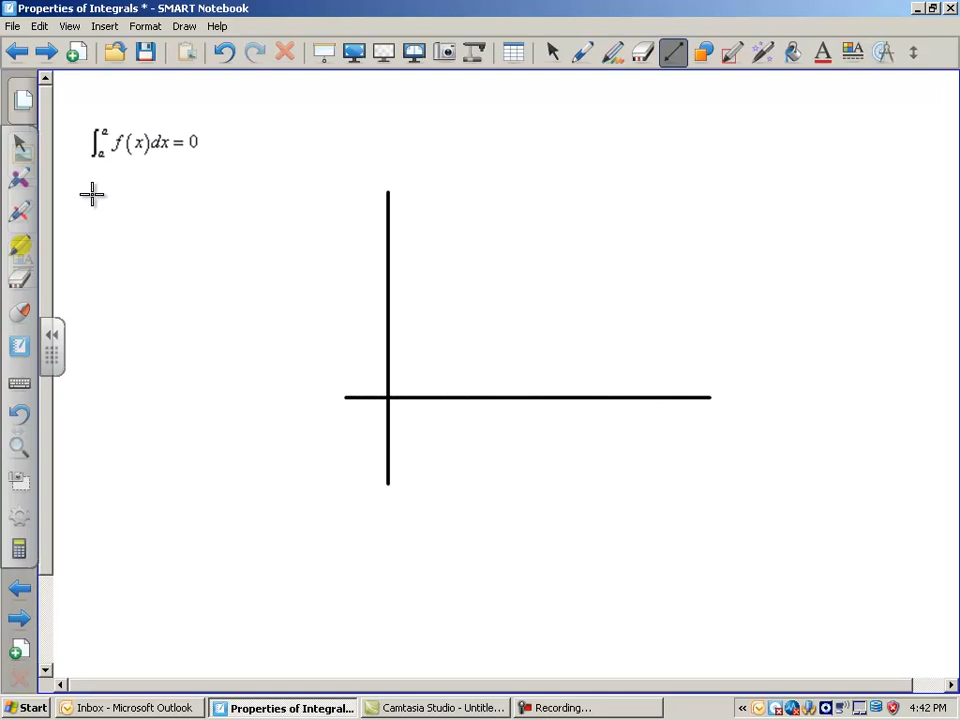 Properties of Integrals * - SMART Notebook
File Edit View Insert Format Draw Help
∫ₐᵃ f(x)dx = 0
Start Inbox - Microsoft Outlook Properties of Integral... Camtasia Studio - Untitle... Recording... « 4:42 PM